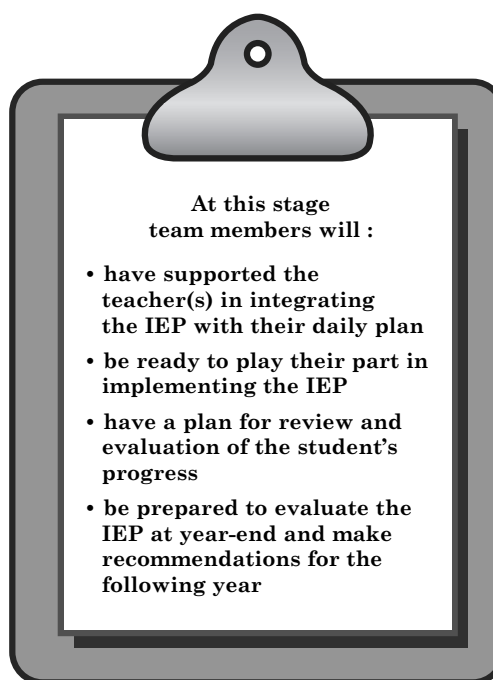 At this stage
team members will :
• have supported the
teacher(s) in integrating
the IEP with their daily plan
• be ready to play their part in
implementing the IEP
• have a plan for review and
evaluation of the student's
progress
• be prepared to evaluate the
IEP at year-end and make
recommendations for the
following year